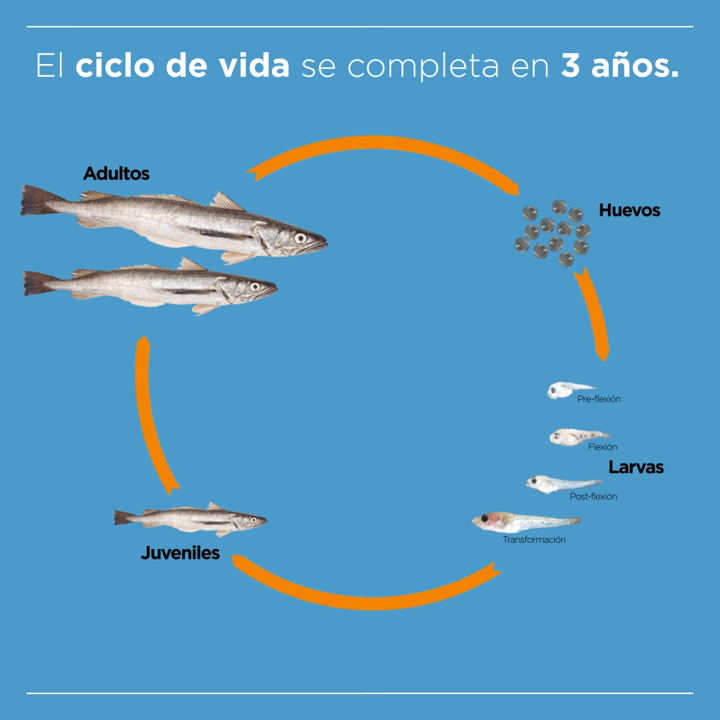 El ciclo de vida se completa en 3 años.
Adultos
Huevos
Pre-flexión
Flexión
Larvas
Post-flexión
Transformación
Juveniles